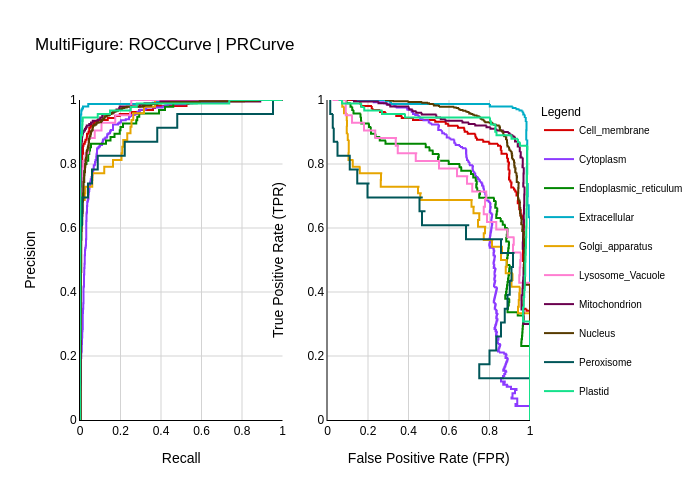 MultiFigure: ROCCurve | PRCurve
Precision
1
0.8
0.6
0.4
0.2
0
0 0.2 0.4 0.6 0.8 1
Recall
True Positive Rate (TPR)
1
0.8
0.6
0.4
0.2
0
0 0.2 0.4 0.6 0.8 1
False Positive Rate (FPR)
Legend
Cell_membrane
Cytoplasm
Endoplasmic_reticulum
Extracellular
Golgi_apparatus
Lysosome_Vacuole
Mitochondrion
Nucleus
Peroxisome
Plastid